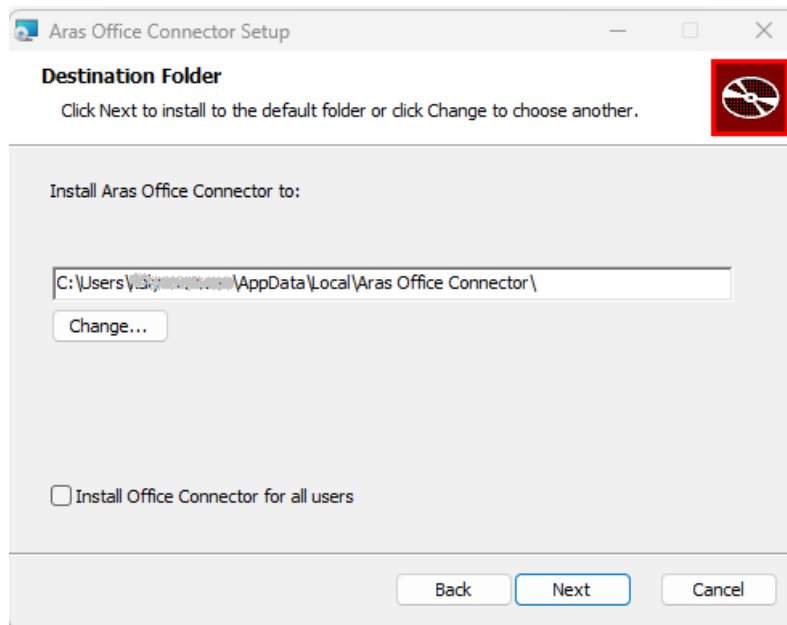 Aras Office Connector Setup
Destination Folder
Click Next to install to the default folder or click Change to choose another.
Install Aras Office Connector to:
C:\Users\ \AppData\Local\Aras Office Connector\
Change...
Install Office Connector for all users
Back Next Cancel